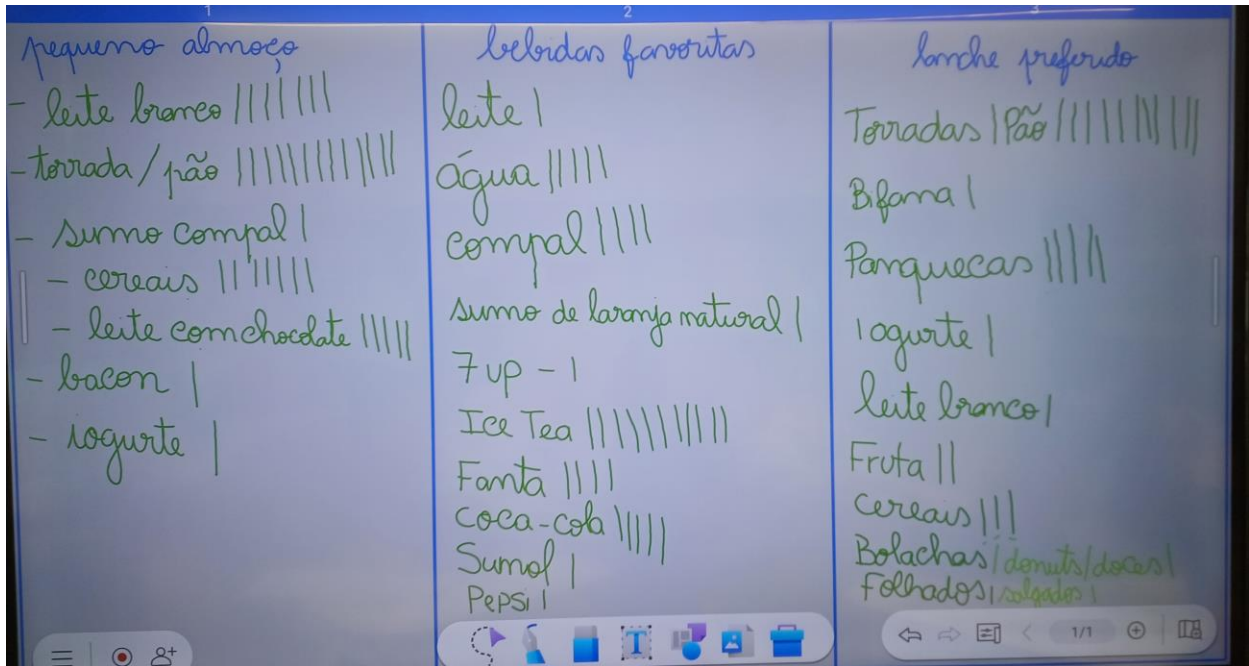 1
pequeno almoço
- leite branco ||||||||
- torrada / pão |||||||||||||
- sumo compal |
- cereais ||||||||
- leite com chocolate |||||
- bacon |
- iogurte |
2
bebidas favoritas
leite |
água |||||
compal ||||
sumo de laranja natural |
7 up - |
Ice Tea |||||||||||
Fanta ||||
coca-cola |||||
Sumol |
Pepsi |
3
lanche preferido
Torradas | Pão |||||||||||
Bifana |
Panquecas |||||
iogurte |
leite branco |
Fruta ||
cereais |||
Bolachas / donuts / doces |
Folhados | salgados |
1/1